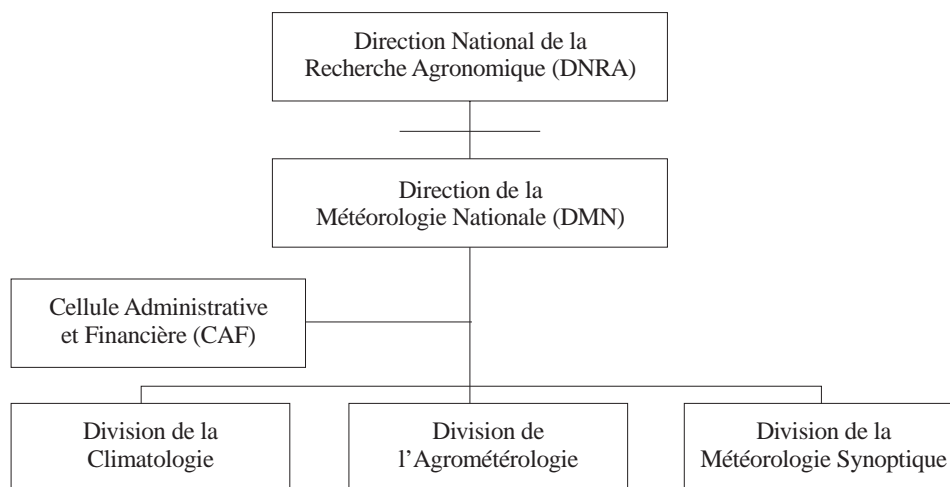 Direction National de la
Recherche Agronomique (DNRA)
Direction de la
Météorologie Nationale (DMN)
Cellule Administrative
et Financière (CAF)
Division de la
Climatologie
Division de
l’Agrométérologie
Division de la
Météorologie Synoptique